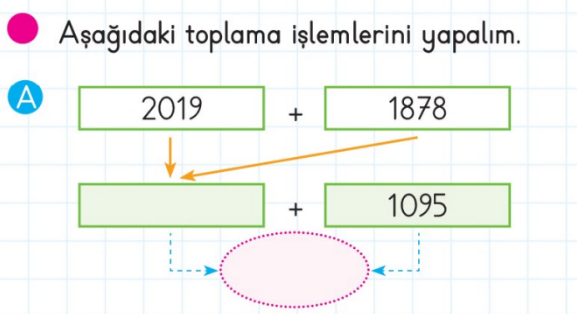 Aşağıdaki toplama işlemlerini yapalım.
A
2019 + 1878
+ 1095